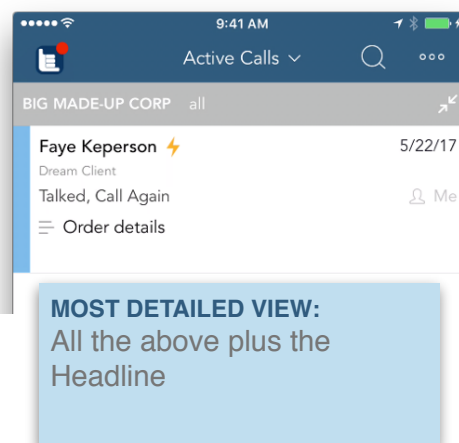 9:41 AM
Active Calls
BIG MADE-UP CORP all
Faye Keperson 5/22/17
Dream Client
Talked, Call Again Me
Order details
MOST DETAILED VIEW:
All the above plus the
Headline